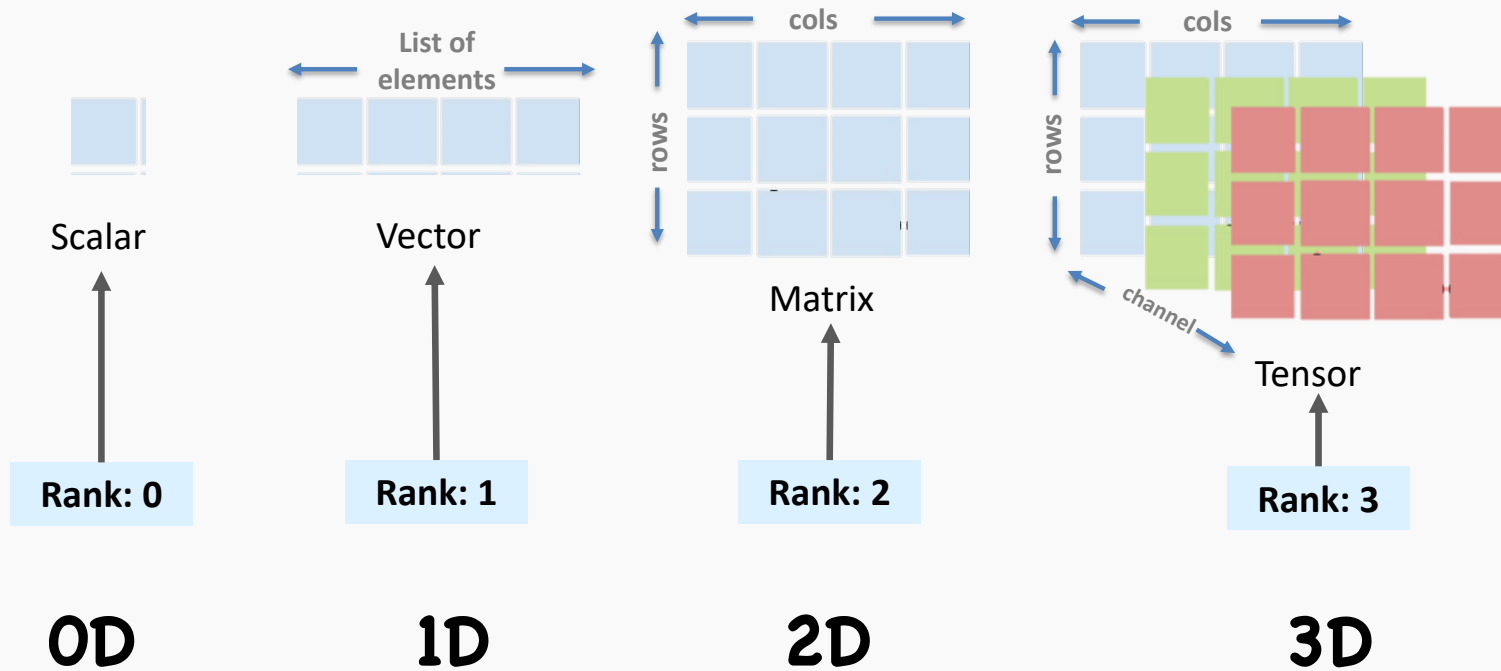 List of
elements
cols
rows
cols
rows
channel
Scalar
Vector
Matrix
Tensor
Rank: 0
Rank: 1
Rank: 2
Rank: 3
0D
1D
2D
3D